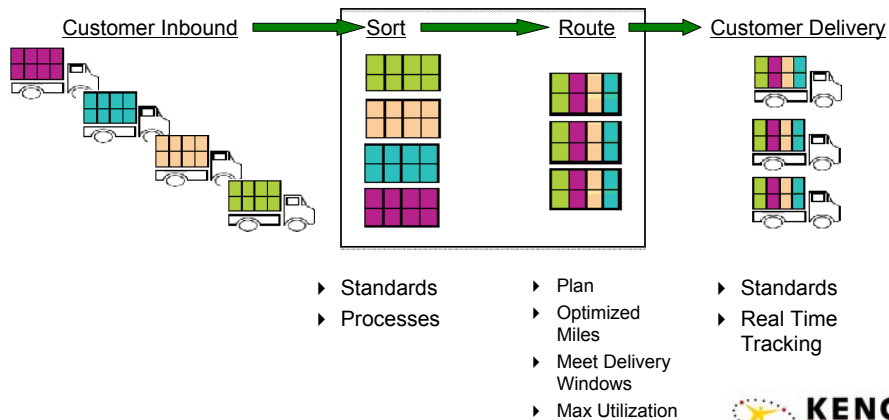 Customer Inbound
Sort
Route
Customer Delivery
Standards
Processes
Plan
Optimized
Miles
Meet Delivery
Windows
Max Utilization
Standards
Real Time
Tracking